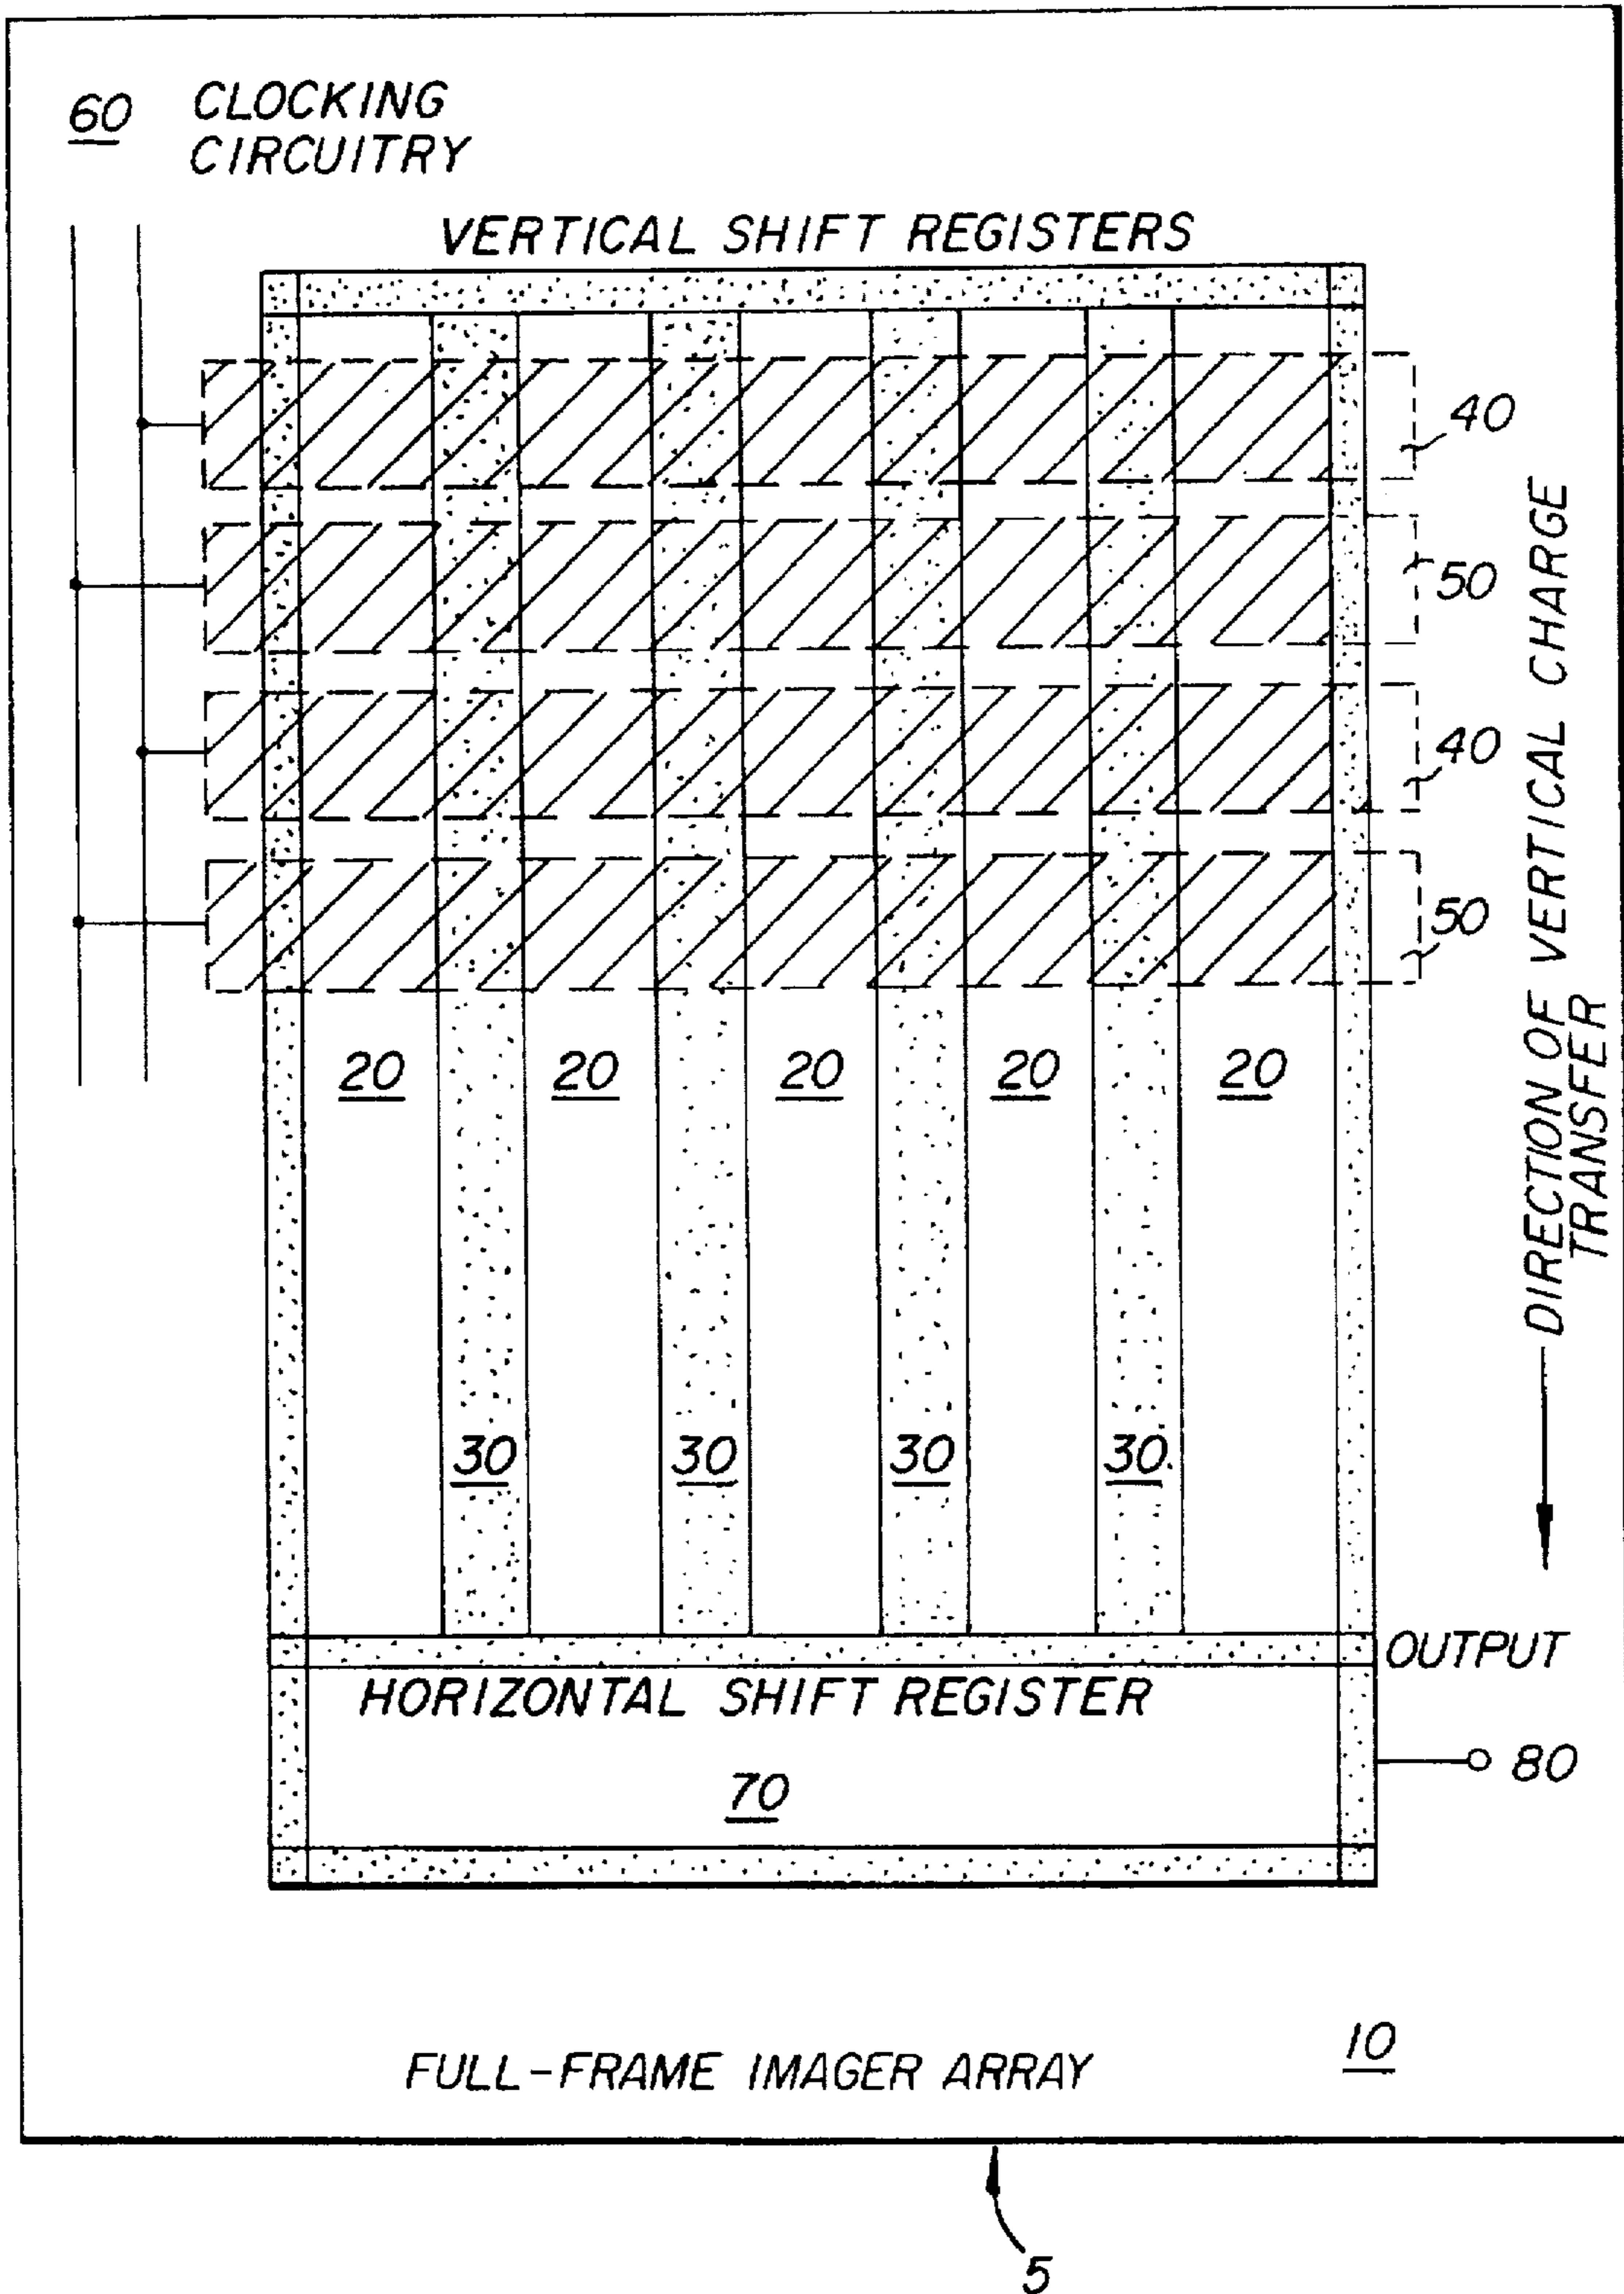 60 CLOCKING
CIRCUITRY
VERTICAL SHIFT REGISTERS
40
50
40
50
DIRECTION OF VERTICAL CHARGE
TRANSFER
20 20 20 20 20
30 30 30 30
OUTPUT
HORIZONTAL SHIFT REGISTER
80
70
10
FULL-FRAME IMAGER ARRAY
5